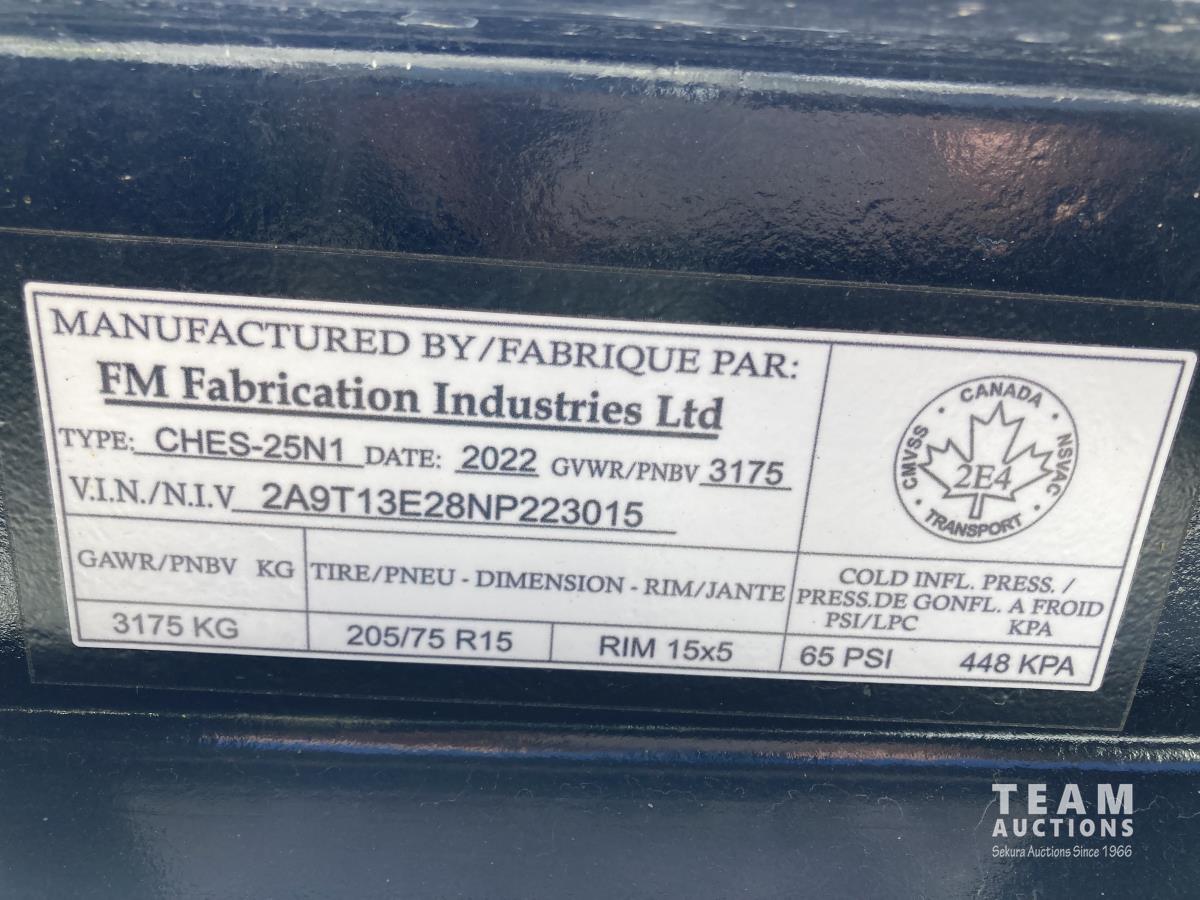 MANUFACTURED BY/FABRIQUE PAR:
FM Fabrication Industries Ltd
TYPE: CHES-25N1 DATE: 2022 GVWR/PNBV 3175
V.I.N./N.I.V 2A9T13E28NP223015
CANADA
CMVSS
NSVAC
2E4
TRANSPORT
GAWR/PNBV KG
TIRE/PNEU - DIMENSION - RIM/JANTE
COLD INFL. PRESS. /
PRESS.DE GONFL. A FROID
PSI/LPC KPA
3175 KG
205/75 R15
RIM 15x5
65 PSI 448 KPA
TEAM
AUCTIONS
Sekura Auctions Since 1966